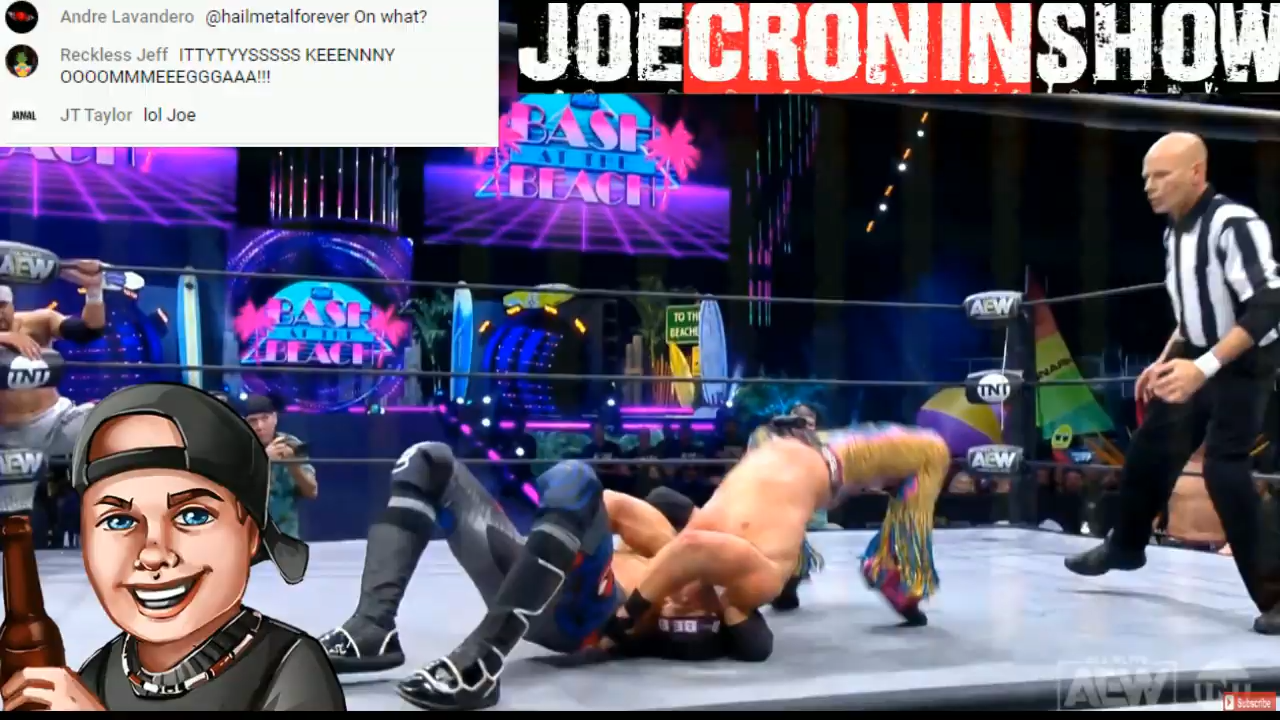 Andre Lavandero @hailmetalforever On what?
Reckless Jeff ITTYTYYSSSSS KEEENNNY
OOOOMMMEEEGGGAAA!!!
JT Taylor lol Joe
JOECRONINSHOW
BASH
AT THE
BEACH
BASH
AT THE
BEACH
TO THE
BEACHE
AEW
TNT
AEW
AEW
TNT
AEW
AEW
TNT
Subscribe